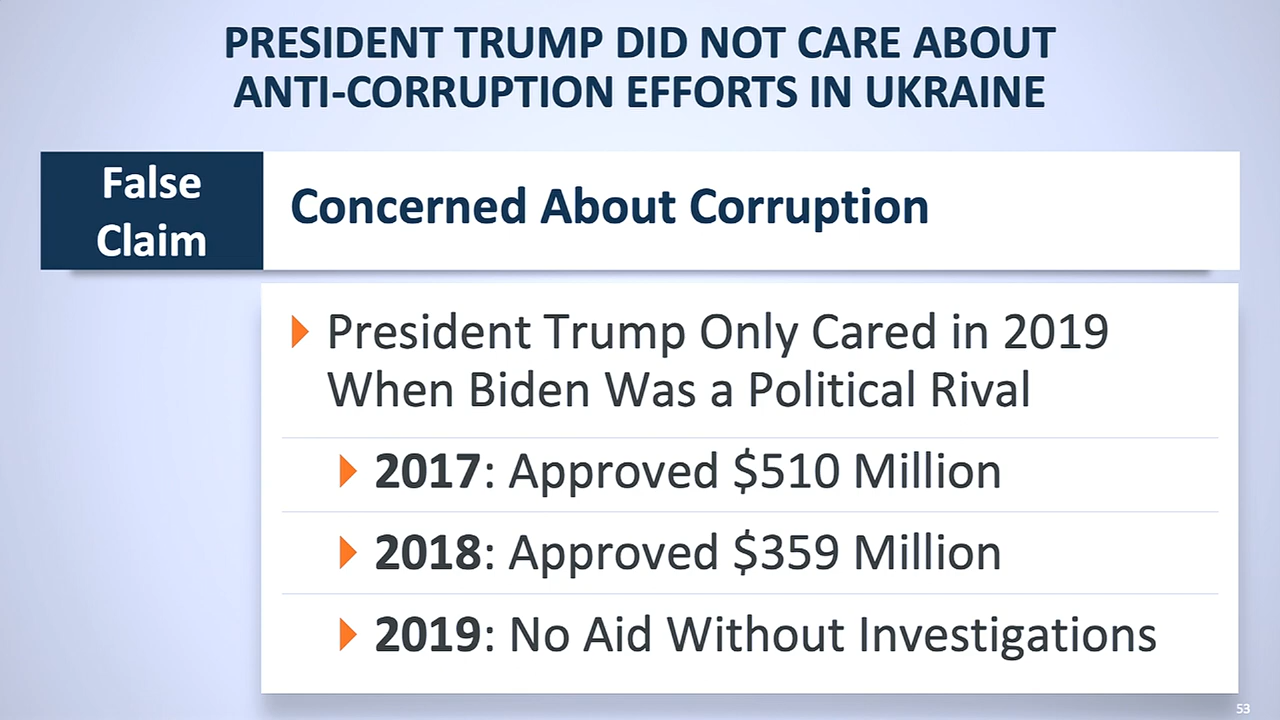 PRESIDENT TRUMP DID NOT CARE ABOUT
ANTI-CORRUPTION EFFORTS IN UKRAINE
False
Claim
Concerned About Corruption
President Trump Only Cared in 2019
When Biden Was a Political Rival
2017: Approved $510 Million
2018: Approved $359 Million
2019: No Aid Without Investigations
53